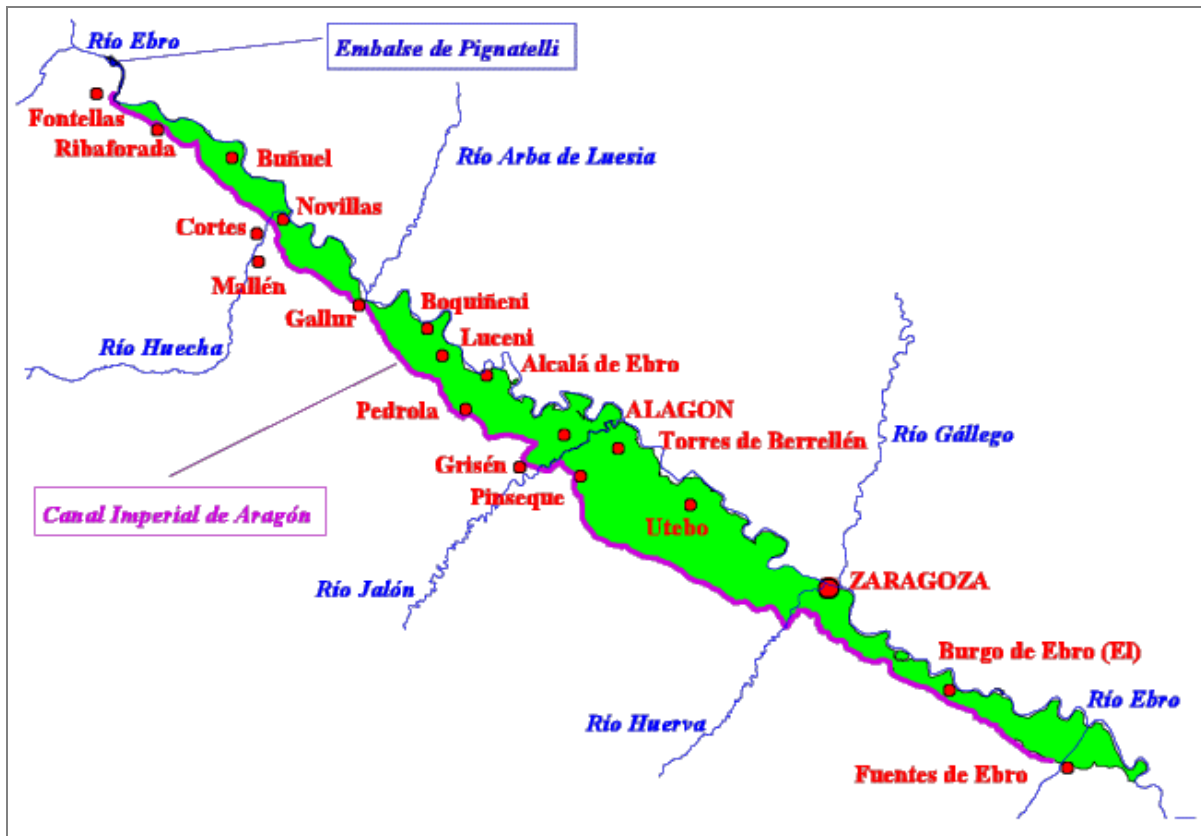 Río Ebro
Embalse de Pignatelli
Fontellas
Ribaforada
Buñuel
Río Arba de Luesia
Novillas
Cortes
Mallén
Gallur
Boquiñeni
Río Huecha
Luceni
Alcalá de Ebro
Pedrola
ALAGON
Torres de Berrellén
Río Gállego
Grisén
Pinseque
Canal Imperial de Aragón
Utebo
Río Jalón
ZARAGOZA
Burgo de Ebro (El)
Río Ebro
Río Huerva
Fuentes de Ebro